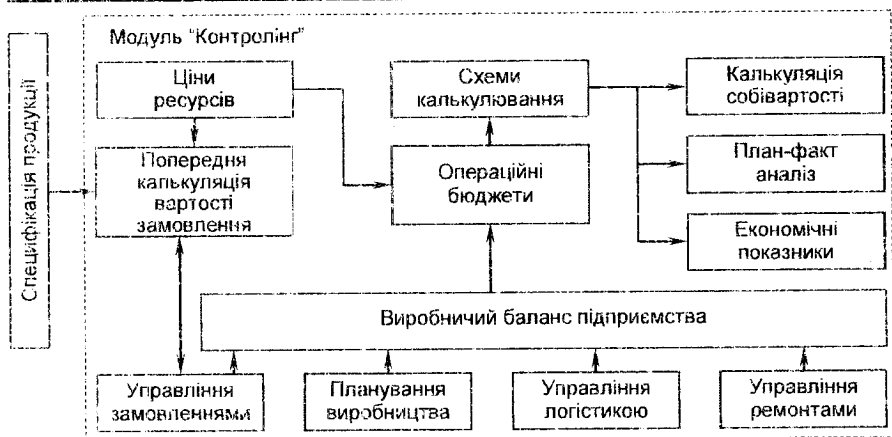 Модуль "Контролінг"
Специфікація продукції
Ціни
ресурсів
Схеми
калькулювання
Калькуляція
собівартості
Попередня
калькуляція
вартості
замовлення
Операційні
бюджети
План-факт
аналіз
Економічні
показники
Виробничий баланс підприємства
Управління
замовленнями
Планування
виробництва
Управління
логістикою
Управління
ремонтами